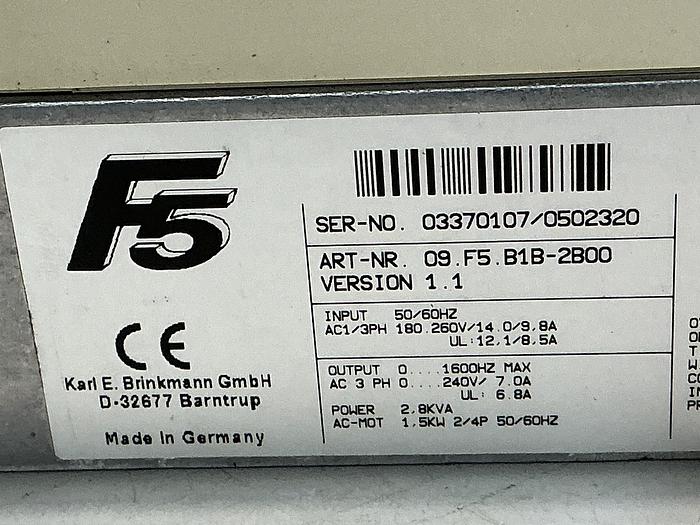 F5
SER-NO. 03370107/0502320
ART-NR. 09.F5.B1B-2B00
VERSION 1.1
INPUT 50/60HZ
AC1/3PH 180.260V/14.0/9,8A
UL:12,1/8,5A
OUTPUT 0....1600HZ MAX
AC 3 PH 0....240V/ 7.0A
UL: 6.8A
POWER 2,8KVA
AC-MOT 1,5KW 2/4P 50/60HZ
CE
Karl E. Brinkmann GmbH
D-32677 Barntrup
Made in Germany